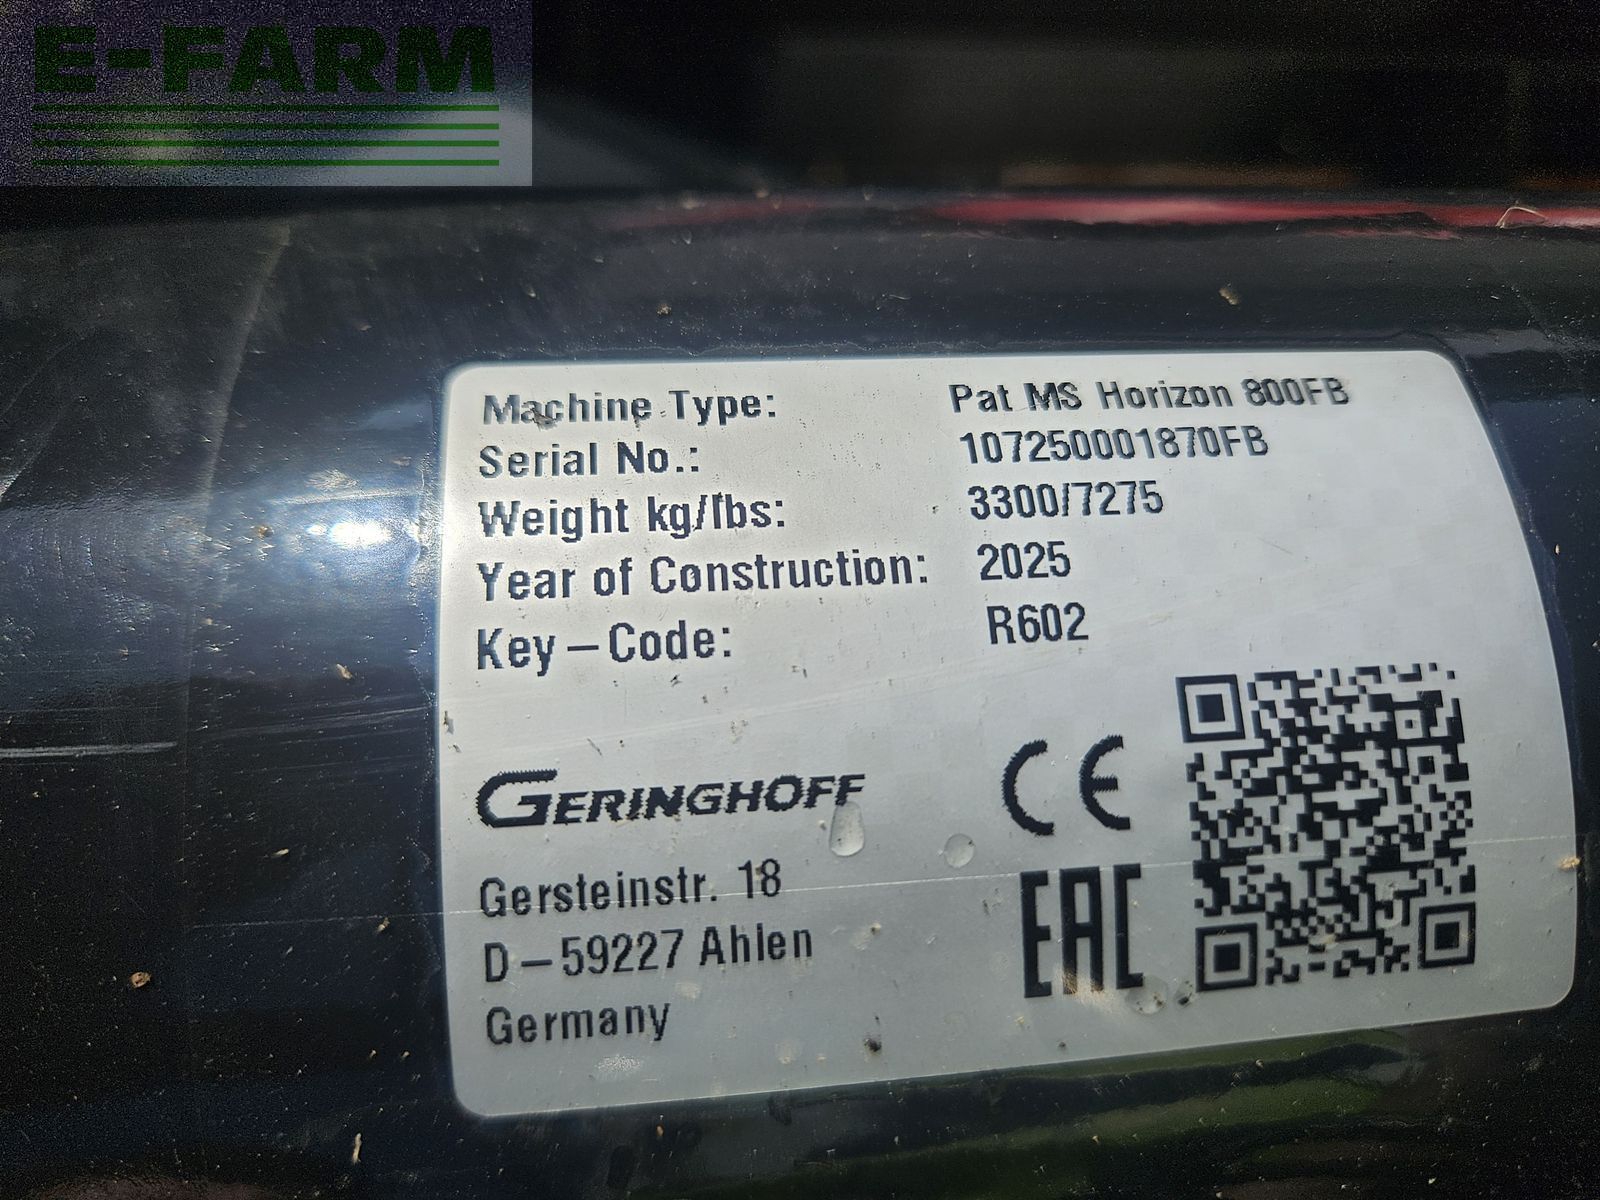 E-FARM
Machine Type: Pat MS Horizon 800FB
Serial No.: 107250001870FB
Weight kg/lbs: 3300/7275
Year of Construction: 2025
Key-Code: R602
GERINGHOFF
CE
Gersteinstr. 18
EAC
D-59227 Ahlen
Germany